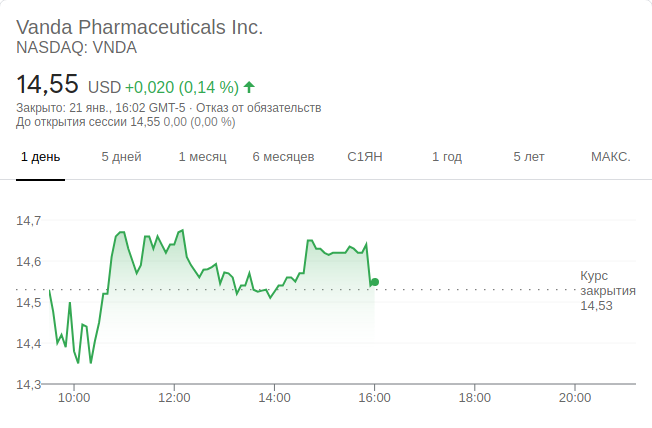 Vanda Pharmaceuticals Inc.
NASDAQ: VNDA
14,55 USD +0,020 (0,14 %)
Закрыто: 21 янв., 16:02 GMT-5 · Отказ от обязательств
До открытия сессии 14,55 0,00 (0,00 %)
1 день 5 дней 1 месяц 6 месяцев С1ЯН 1 год 5 лет МАКС.
14,7
14,6
14,5
14,4
14,3
Курс
закрытия
14,53
10:00 12:00 14:00 16:00 18:00 20:00